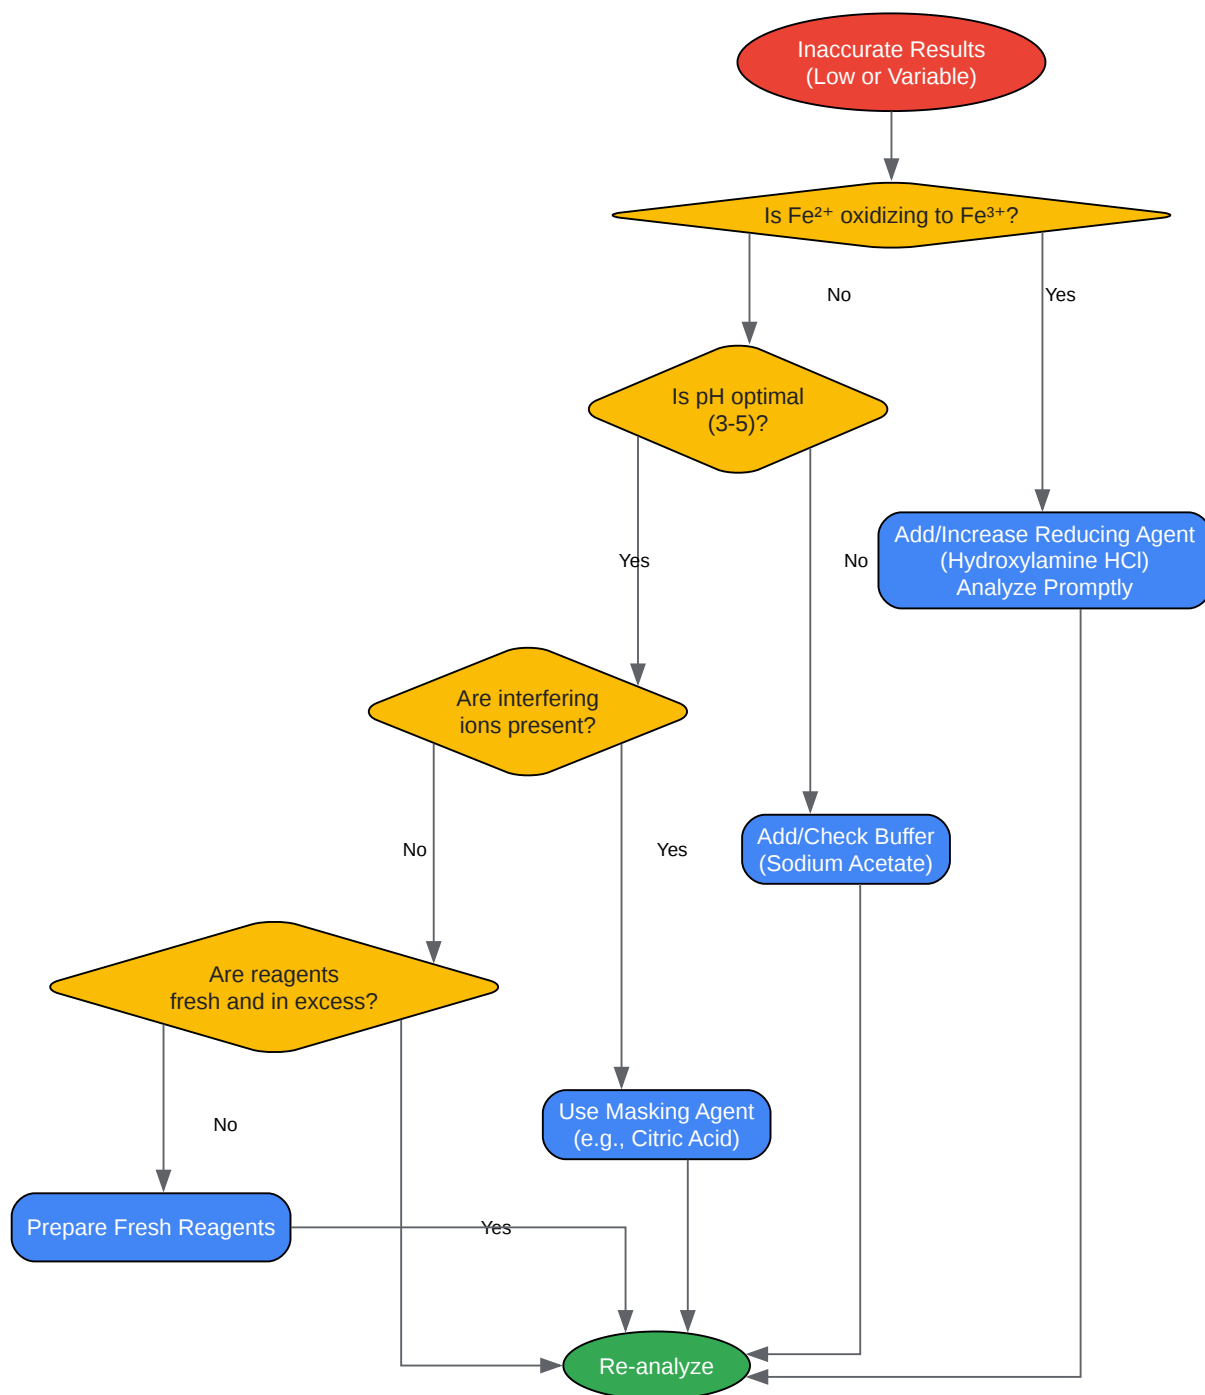 Inaccurate Results
(Low or Variable)
Is Fe²⁺ oxidizing to Fe³⁺?
No
Yes
Is pH optimal
(3-5)?
Yes
No
Add/Increase Reducing Agent
(Hydroxylamine HCl)
Analyze Promptly
Are interfering
ions present?
No
Yes
Add/Check Buffer
(Sodium Acetate)
Are reagents
fresh and in excess?
No
Use Masking Agent
(e.g., Citric Acid)
Prepare Fresh Reagents
Yes
Re-analyze